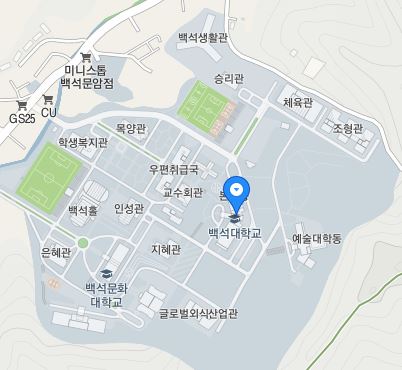 백석생활관
승리관
미니스톱
백석문암점
CU
GS25
체육관
조형관
목양관
학생복지관
우편취급국
교수회관
본
백석홀
인성관
백석대학교
예술대학동
은혜관
지혜관
백석문화
대학교
글로벌외식산업관